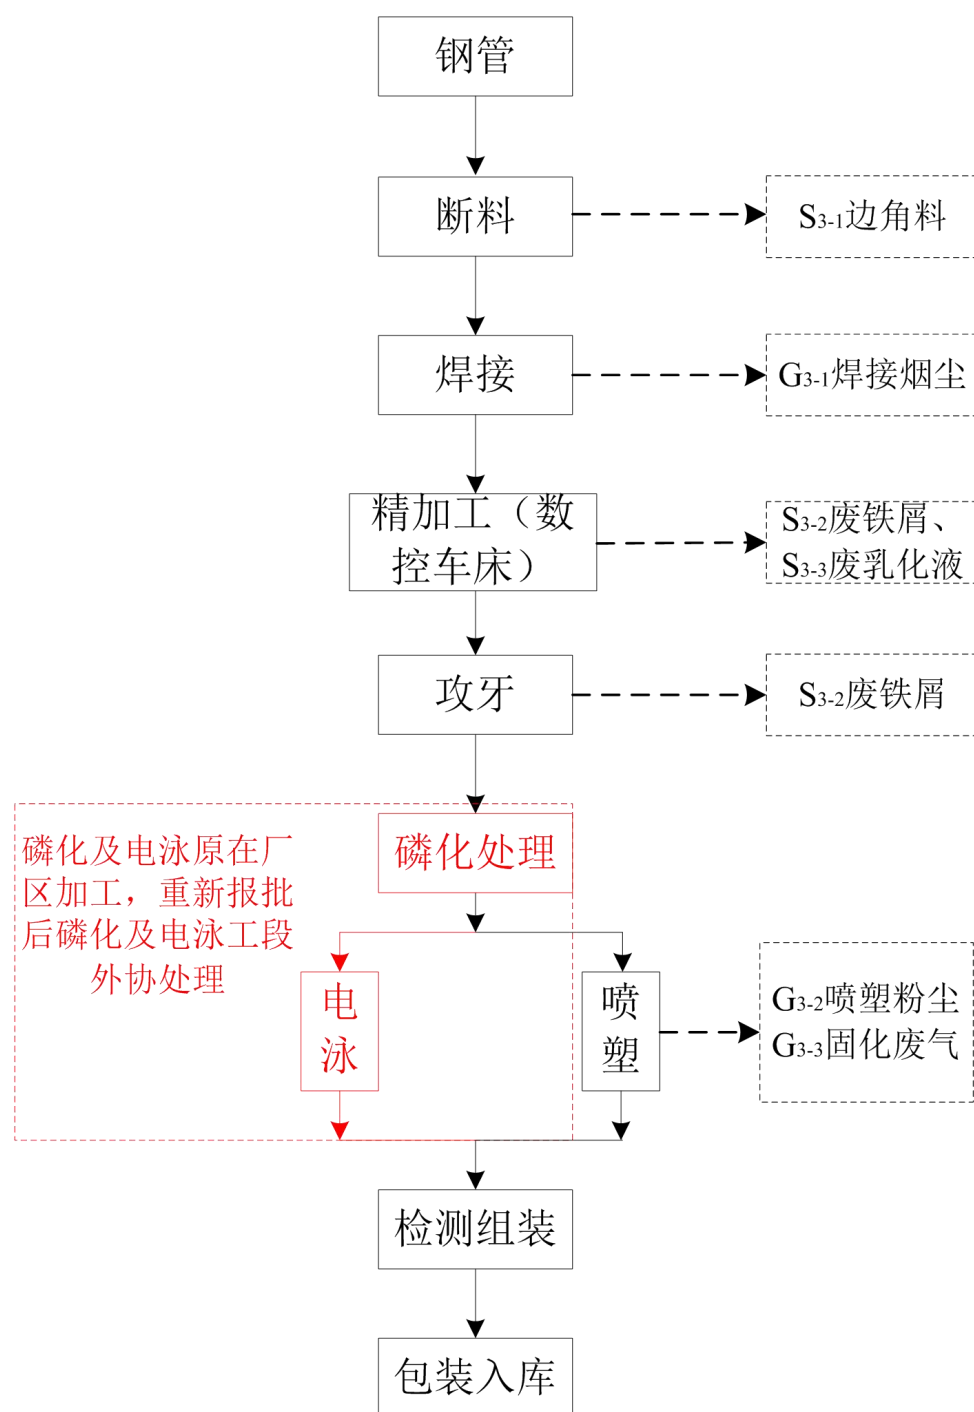 钢管
断料
S3-1边角料
焊接
G3-1焊接烟尘
精加工（数
控车床）
S3-2废铁屑、
S3-3废乳化液
攻牙
S3-2废铁屑
磷化处理
磷化及电泳原在厂
区加工，重新报批
后磷化及电泳工段
外协处理
电
泳
喷
塑
G3-2喷塑粉尘
G3-3固化废气
检测组装
包装入库